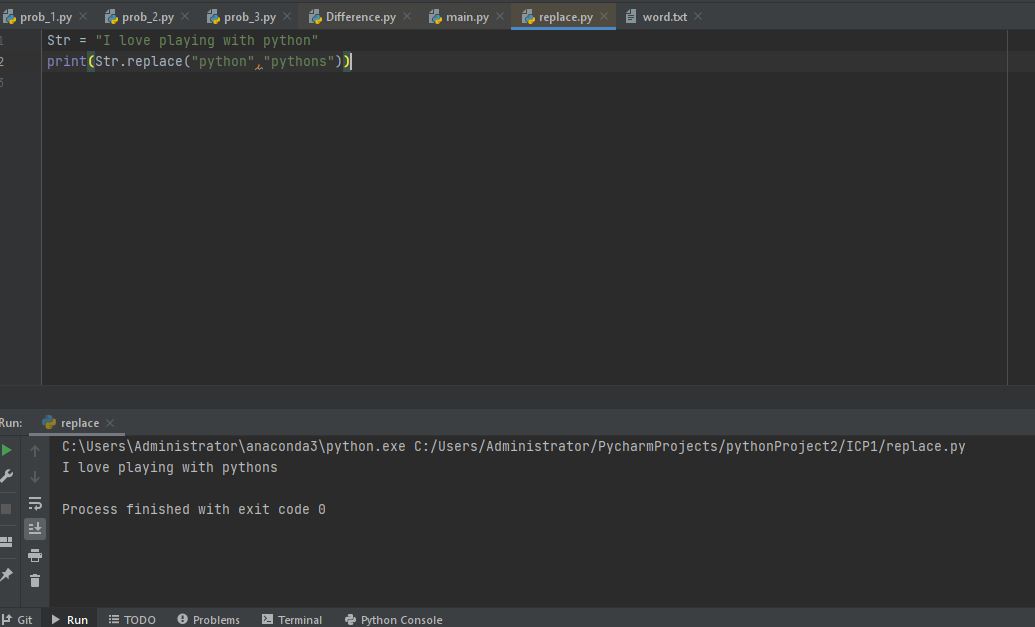 prob_1.py × prob_2.py × prob_3.py × Difference.py × main.py × replace.py × word.txt ×
1 Str = "I love playing with python"
2 print(Str.replace("python","pythons"))
3
Run: replace ×
C:\Users\Administrator\anaconda3\python.exe C:/Users/Administrator/PycharmProjects/pythonProject2/ICP1/replace.py
I love playing with pythons
Process finished with exit code 0
Git Run TODO Problems Terminal Python Console